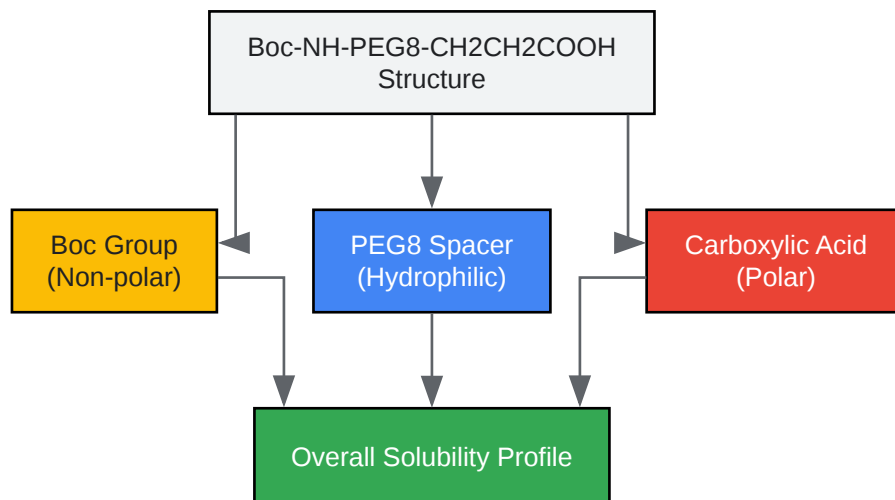 Boc-NH-PEG8-CH2CH2COOH
Structure
Boc Group
(Non-polar)
PEG8 Spacer
(Hydrophilic)
Carboxylic Acid
(Polar)
Overall Solubility Profile